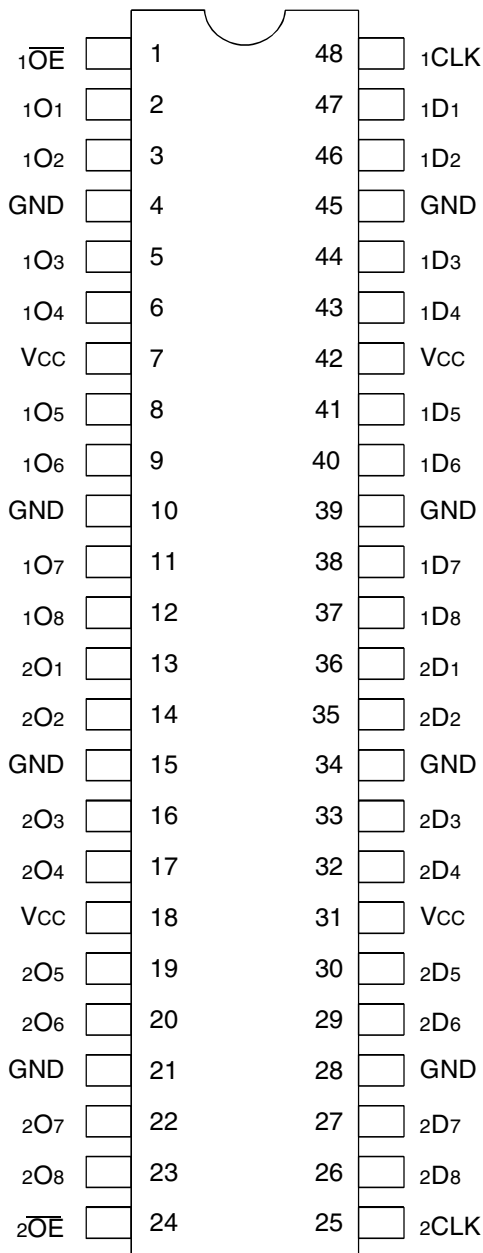 1O̅E̅ 1 48 1CLK
1O1 2 47 1D1
1O2 3 46 1D2
GND 4 45 GND
1O3 5 44 1D3
1O4 6 43 1D4
VCC 7 42 VCC
1O5 8 41 1D5
1O6 9 40 1D6
GND 10 39 GND
1O7 11 38 1D7
1O8 12 37 1D8
2O1 13 36 2D1
2O2 14 35 2D2
GND 15 34 GND
2O3 16 33 2D3
2O4 17 32 2D4
VCC 18 31 VCC
2O5 19 30 2D5
2O6 20 29 2D6
GND 21 28 GND
2O7 22 27 2D7
2O8 23 26 2D8
2O̅E̅ 24 25 2CLK